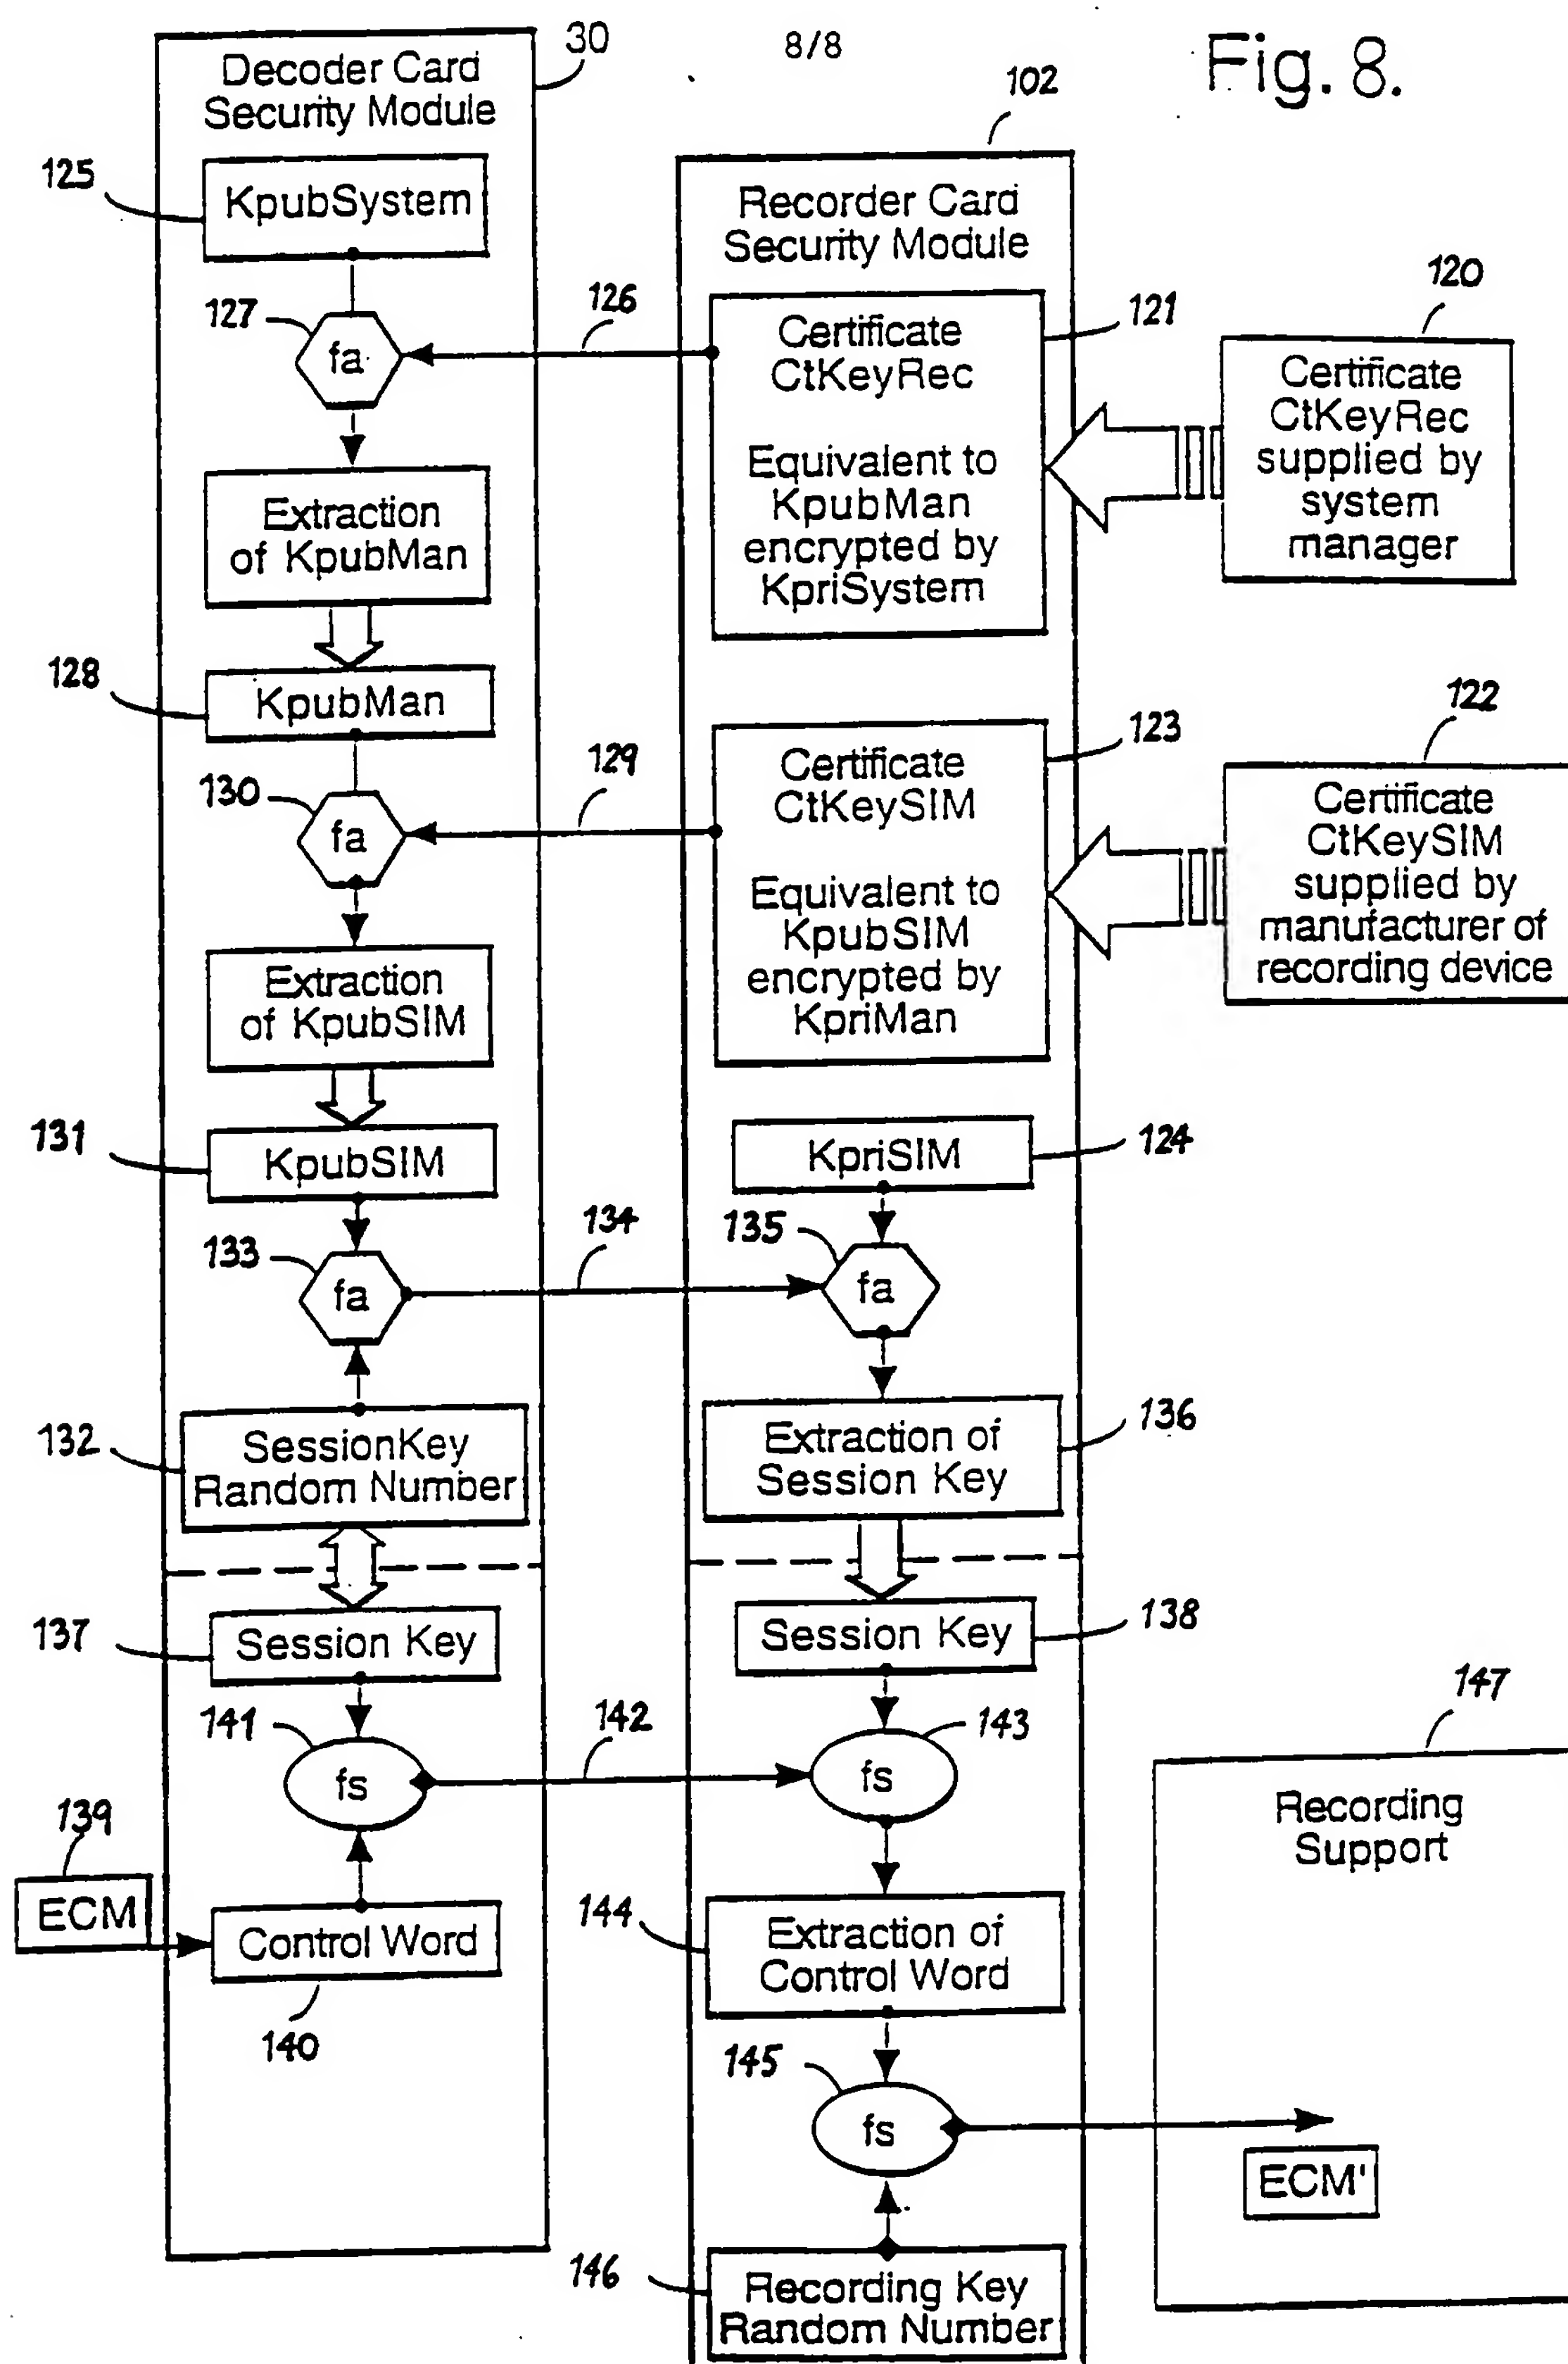 8/8
Fig. 8.
30
Decoder Card
Security Module
102
125
KpubSystem
Recorder Card
Security Module
127
fa
126
Certificate
CtKeyRec
Equivalent to
KpubMan
encrypted by
KpriSystem
121
120
Certificate
CtKeyRec
supplied by
system
manager
Extraction
of KpubMan
128
KpubMan
130
fa
129
Certificate
CtKeySIM
Equivalent to
KpubSIM
encrypted by
KpriMan
123
122
Certificate
CtKeySIM
supplied by
manufacturer of
recording device
Extraction
of KpubSIM
131
KpubSIM
KpriSIM
124
133
fa
134
135
fa
132
SessionKey
Random Number
Extraction of
Session Key
136
137
Session Key
Session Key
138
141
fs
142
fs
143
147
Recording
Support
139
ECM
Control Word
140
144
Extraction of
Control Word
145
fs
ECM'
146
Recording Key
Random Number